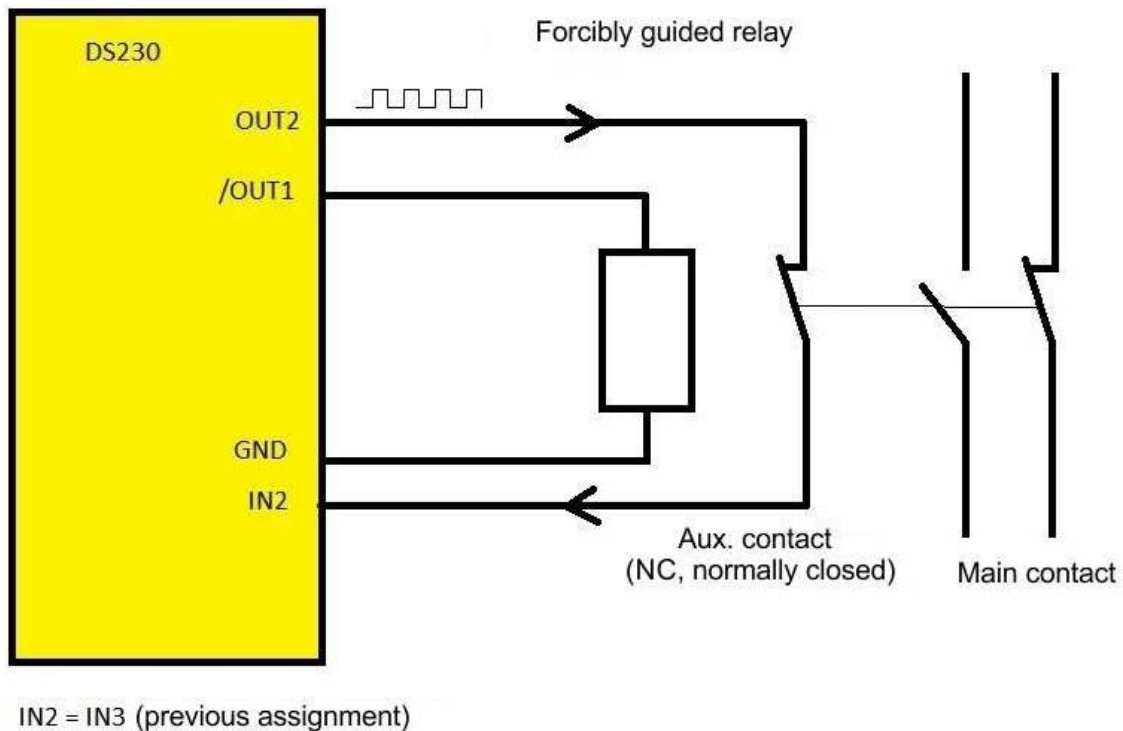 Forcibly guided relay
DS230
OUT2
/OUT1
GND
IN2
Aux. contact
(NC, normally closed)
Main contact
IN2 = IN3 (previous assignment)